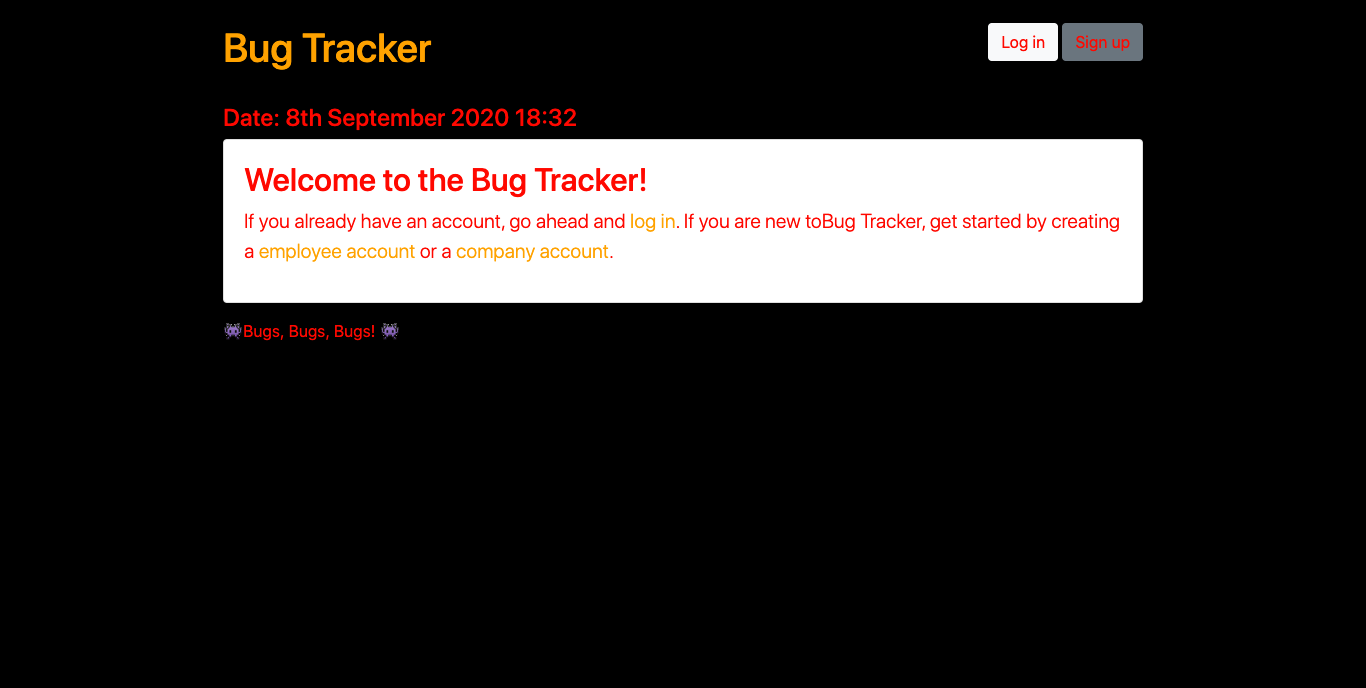 Bug Tracker
Log in
Sign up
Date: 8th September 2020 18:32
Welcome to the Bug Tracker!
If you already have an account, go ahead and log in. If you are new toBug Tracker, get started by creating
a employee account or a company account.
👾Bugs, Bugs, Bugs! 👾